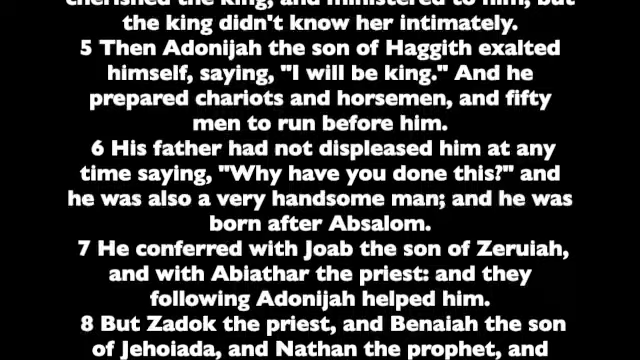 cherished the king, and ministered to him; but
the king didn't know her intimately.
5 Then Adonijah the son of Haggith exalted
himself, saying, "I will be king." And he
prepared chariots and horsemen, and fifty
men to run before him.
6 His father had not displeased him at any
time saying, "Why have you done this?" and
he was also a very handsome man; and he was
born after Absalom.
7 He conferred with Joab the son of Zeruiah,
and with Abiathar the priest: and they
following Adonijah helped him.
8 But Zadok the priest, and Benaiah the son
of Jehoiada, and Nathan the prophet, and